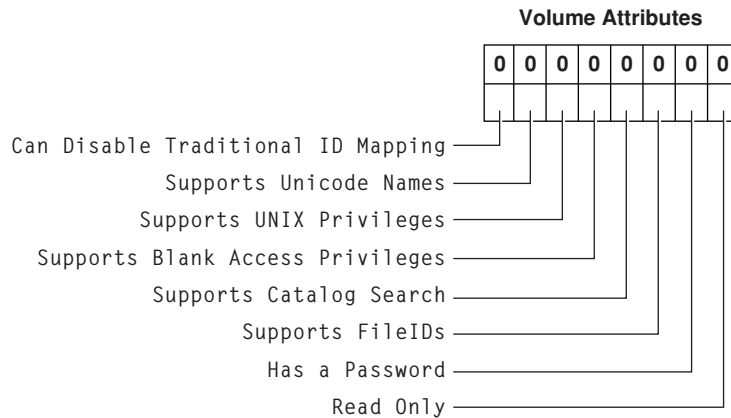 Volume Attributes
0 0 0 0 0 0 0 0
Can Disable Traditional ID Mapping
Supports Unicode Names
Supports UNIX Privileges
Supports Blank Access Privileges
Supports Catalog Search
Supports FileIDs
Has a Password
Read Only